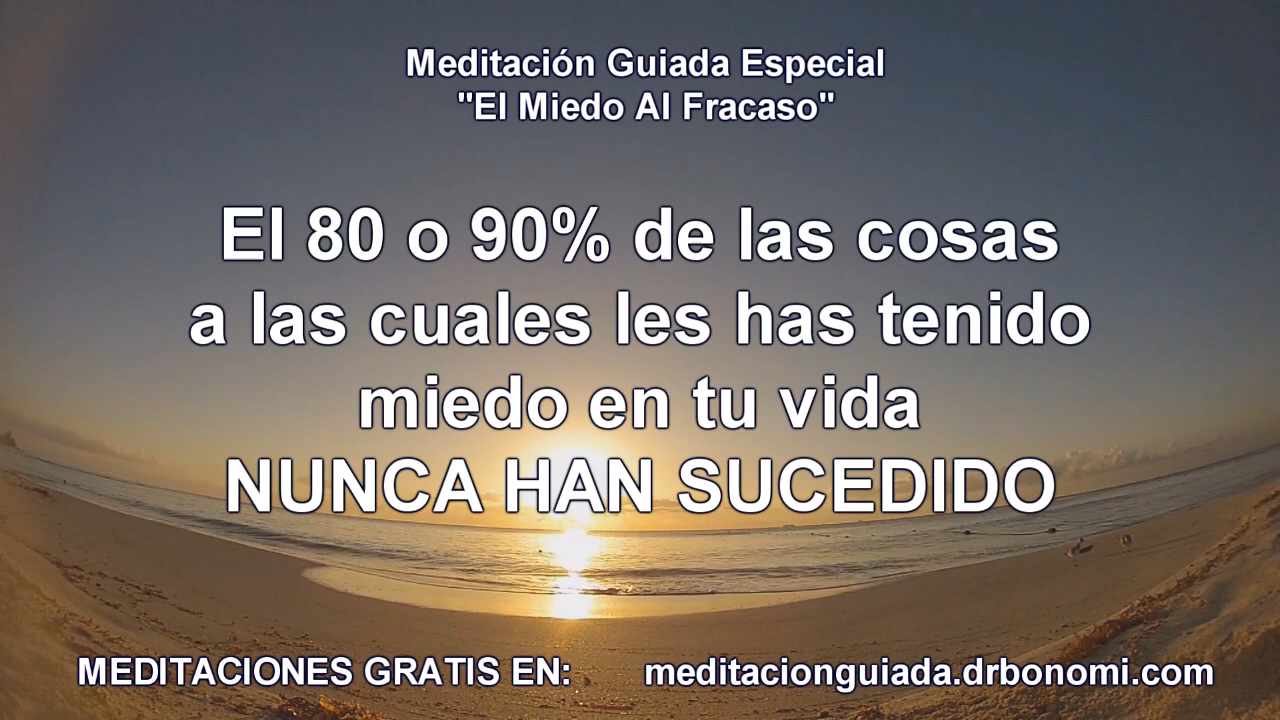 Meditación Guiada Especial
"El Miedo Al Fracaso"
El 80 o 90% de las cosas
a las cuales les has tenido
miedo en tu vida
NUNCA HAN SUCEDIDO
MEDITACIONES GRATIS EN: meditacionguiada.drbonomi.com